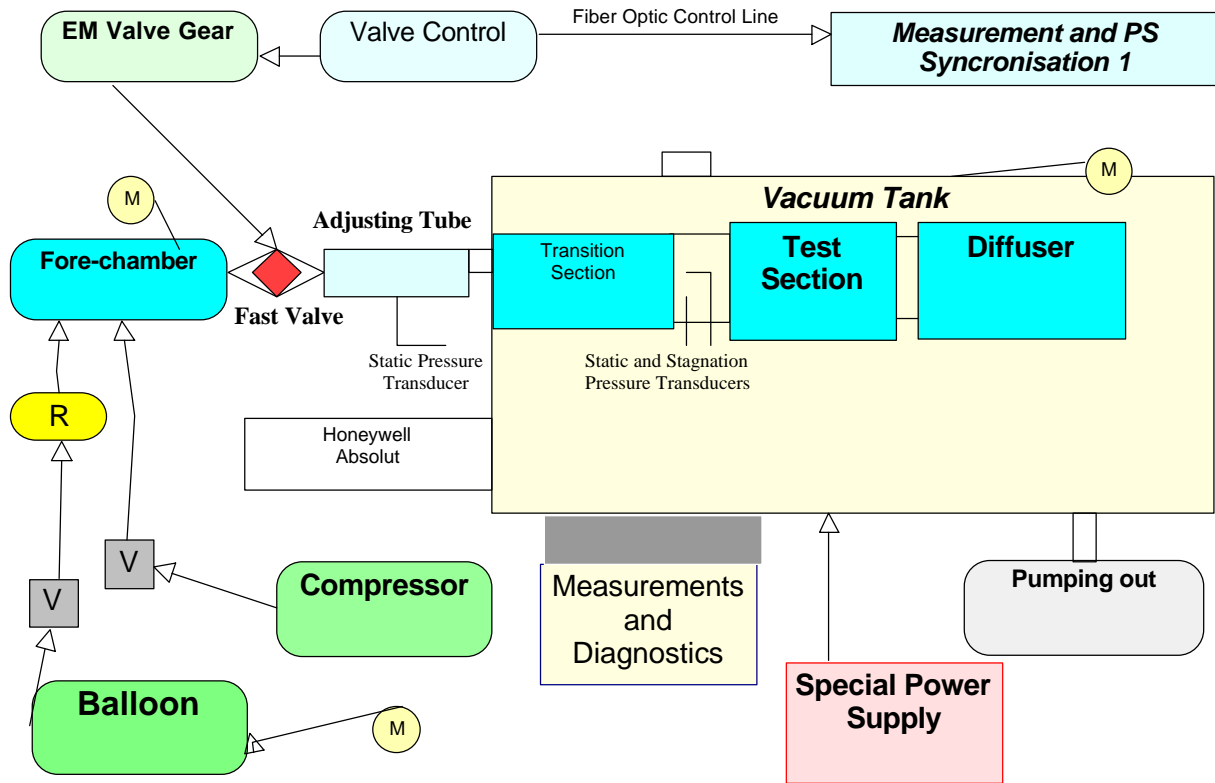 EM Valve Gear
Valve Control
Fiber Optic Control Line
Measurement and PS
Syncronisation 1
M
M
Vacuum Tank
Adjusting Tube
Fore-chamber
Transition
Section
Test
Section
Diffuser
Fast Valve
Static Pressure
Transducer
Static and Stagnation
Pressure Transducers
R
Honeywell
Absolut
V
V
Compressor
Measurements
and
Diagnostics
Pumping out
Special Power
Supply
Balloon
M